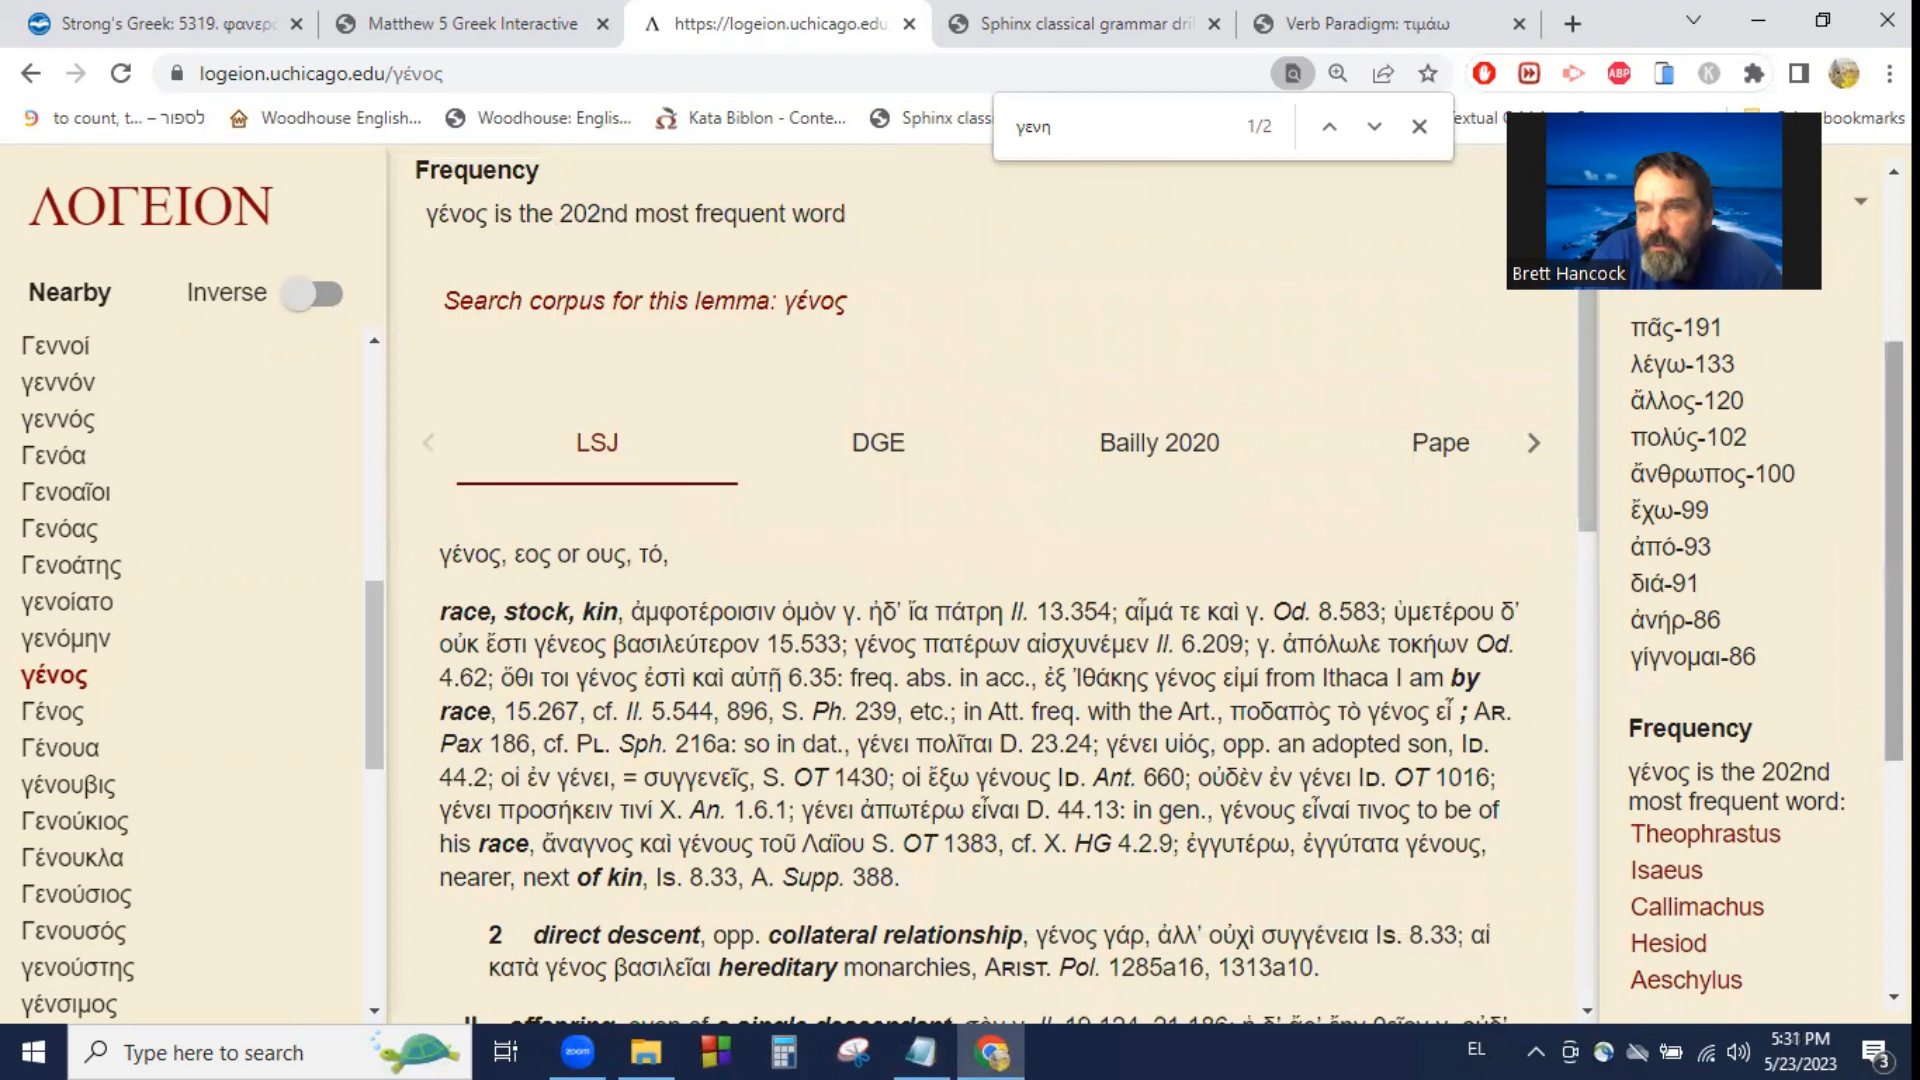 Strong's Greek: 5319. φανερο
Matthew 5 Greek Interactive
https://logeion.uchicago.edu
Sphinx classical grammar dri
Verb Paradigm: τιμάω
logeion.uchicago.edu/γένος
ABP
K
to count, t... – לספור
Woodhouse English...
Woodhouse: Englis...
Kata Biblon - Conte...
Sphinx class
γενη
1/2
bookmarks
Brett Hancock
ΛΟΓΕΙΟΝ
Nearby
Inverse
Γεννοί
γεννόν
γεννός
Γενόα
Γενοαῖοι
Γενόας
Γενοάτης
γενοίατο
γενόμην
γένος
Γένος
Γένουα
γένουβις
Γενούκιος
Γένουκλα
Γενούσιος
Γενουσός
γενούστης
γένσιμος
Frequency
γένος is the 202nd most frequent word
Search corpus for this lemma: γένος
LSJ
DGE
Bailly 2020
Pape
γένος, εος or ους, τό,
race, stock, kin, ἀμφοτέροισιν ὁμὸν γ. ἠδ’ ἴα πάτρη Il. 13.354; αἷμά τε καὶ γ. Od. 8.583; ὑμετέρου δ’
οὐκ ἔστι γένεος βασιλεύτερον 15.533; γένος πατέρων αἰσχυνέμεν Il. 6.209; γ. ἀπόλωλε τοκήων Od.
4.62; ὅθι τοι γένος ἐστὶ καὶ αὐτῇ 6.35: freq. abs. in acc., ἐξ Ἰθάκης γένος εἰμί from Ithaca I am by
race, 15.267, cf. Il. 5.544, 896, S. Ph. 239, etc.; in Att. freq. with the Art., ποδαπὸς τὸ γένος εἶ ; AR.
Pax 186, cf. PL. Sph. 216a: so in dat., γένει πολῖται D. 23.24; γένει υἱός, opp. an adopted son, ID.
44.2; οἱ ἐν γένει, = συγγενεῖς, S. OT 1430; οἱ ἔξω γένους ID. Ant. 660; οὐδὲν ἐν γένει ID. OT 1016;
γένει προσήκειν τινί X. An. 1.6.1; γένει ἀπωτέρω εἶναι D. 44.13: in gen., γένους εἶναί τινος to be of
his race, ἄναγνος καὶ γένους τοῦ Λαΐου S. OT 1383, cf. X. HG 4.2.9; ἐγγυτέρω, ἐγγύτατα γένους,
nearer, next of kin, Is. 8.33, A. Supp. 388.
2 direct descent, opp. collateral relationship, γένος γάρ, ἀλλ’ οὐχὶ συγγένεια Is. 8.33; αἱ
κατὰ γένος βασιλεῖαι hereditary monarchies, ARIST. Pol. 1285a16, 1313a10.
πᾶς-191
λέγω-133
ἄλλος-120
πολύς-102
ἄνθρωπος-100
ἔχω-99
ἀπό-93
διά-91
ἀνήρ-86
γίγνομαι-86
Frequency
γένος is the 202nd
most frequent word:
Theophrastus
Isaeus
Callimachus
Hesiod
Aeschylus
Type here to search
zoom
EL
5:31 PM
5/23/2023
3